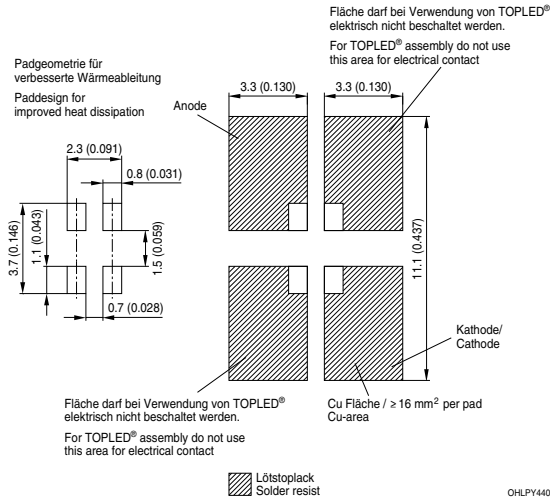 Fläche darf bei Verwendung von TOPLED®
elektrisch nicht beschaltet werden.
For TOPLED® assembly do not use
this area for electrical contact
Padgeometrie für
verbesserte Wärmeableitung
Paddesign for
improved heat dissipation
Anode
3.3 (0.130)
3.3 (0.130)
2.3 (0.091)
0.8 (0.031)
3.7 (0.146)
1.1 (0.043)
1.5 (0.059)
0.7 (0.028)
11.1 (0.437)
Kathode/
Cathode
Fläche darf bei Verwendung von TOPLED®
elektrisch nicht beschaltet werden.
For TOPLED® assembly do not use
this area for electrical contact
Cu Fläche / ≥ 16 mm² per pad
Cu-area
Lötstoplack
Solder resist
OHLPY440